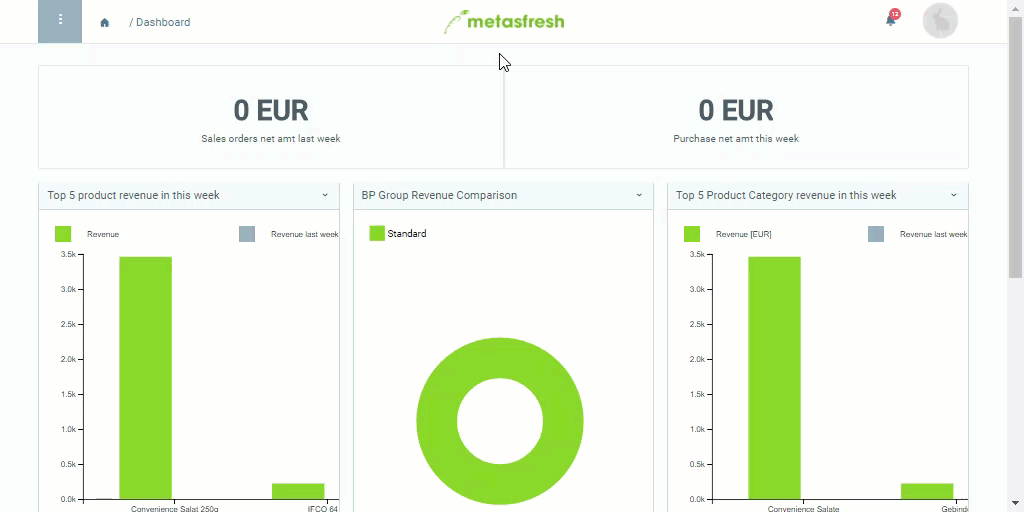 / Dashboard
metasfresh
12
0 EUR
Sales orders net amt last week
0 EUR
Purchase net amt this week
Top 5 product revenue in this week
Revenue
Revenue last week
3.5k
3.0k
2.5k
2.0k
1.5k
1.0k
0.5k
0.0k
Convenience Salat 250g
IFCO 64
BP Group Revenue Comparison
Standard
Top 5 Product Category revenue in this week
Revenue [EUR]
Revenue last week
3.5k
3.0k
2.5k
2.0k
1.5k
1.0k
0.5k
0.0k
Convenience Salate
Gebind